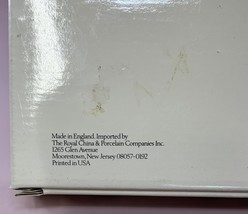 Made in England. Imported by
The Royal China & Porcelain Companies Inc.
1265 Glen Avenue
Moorestown, New Jersey 08057-0192
Printed in USA